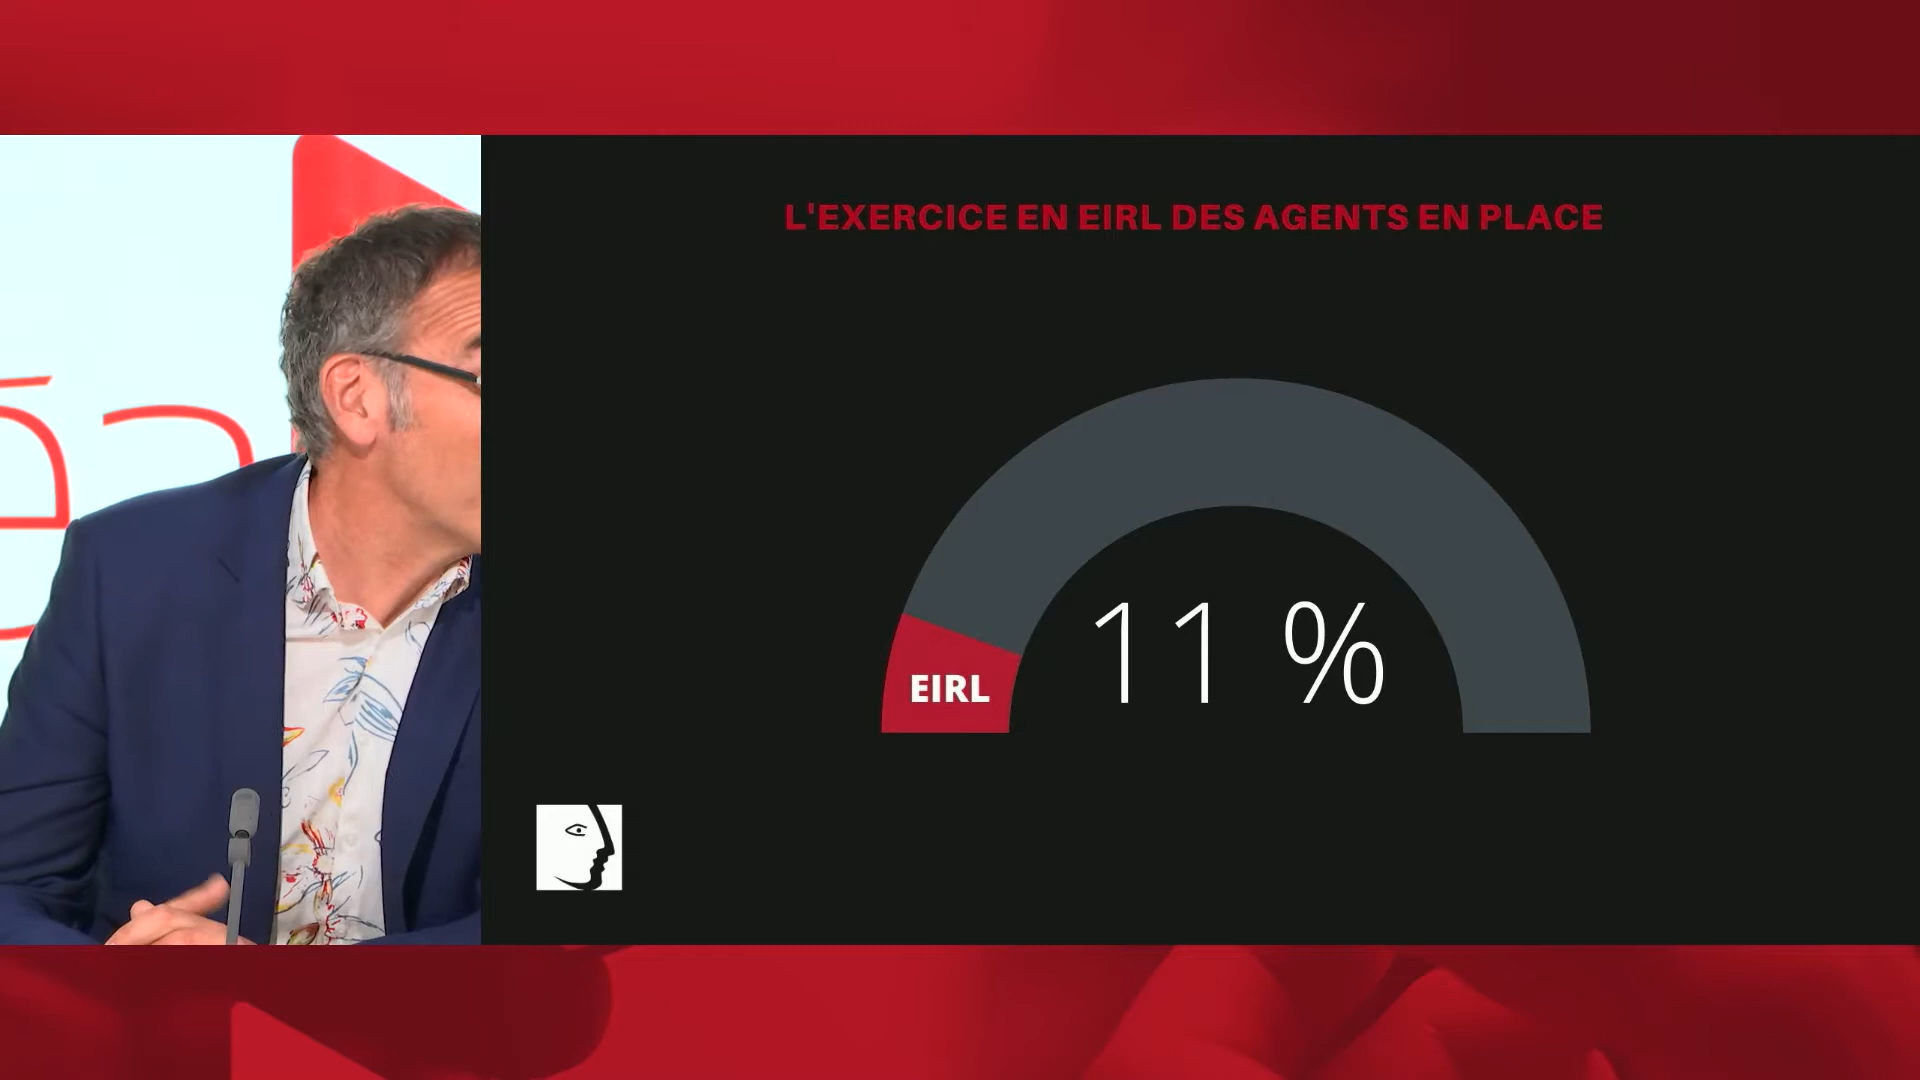 L'EXERCICE EN EIRL DES AGENTS EN PLACE
11 %
EIRL